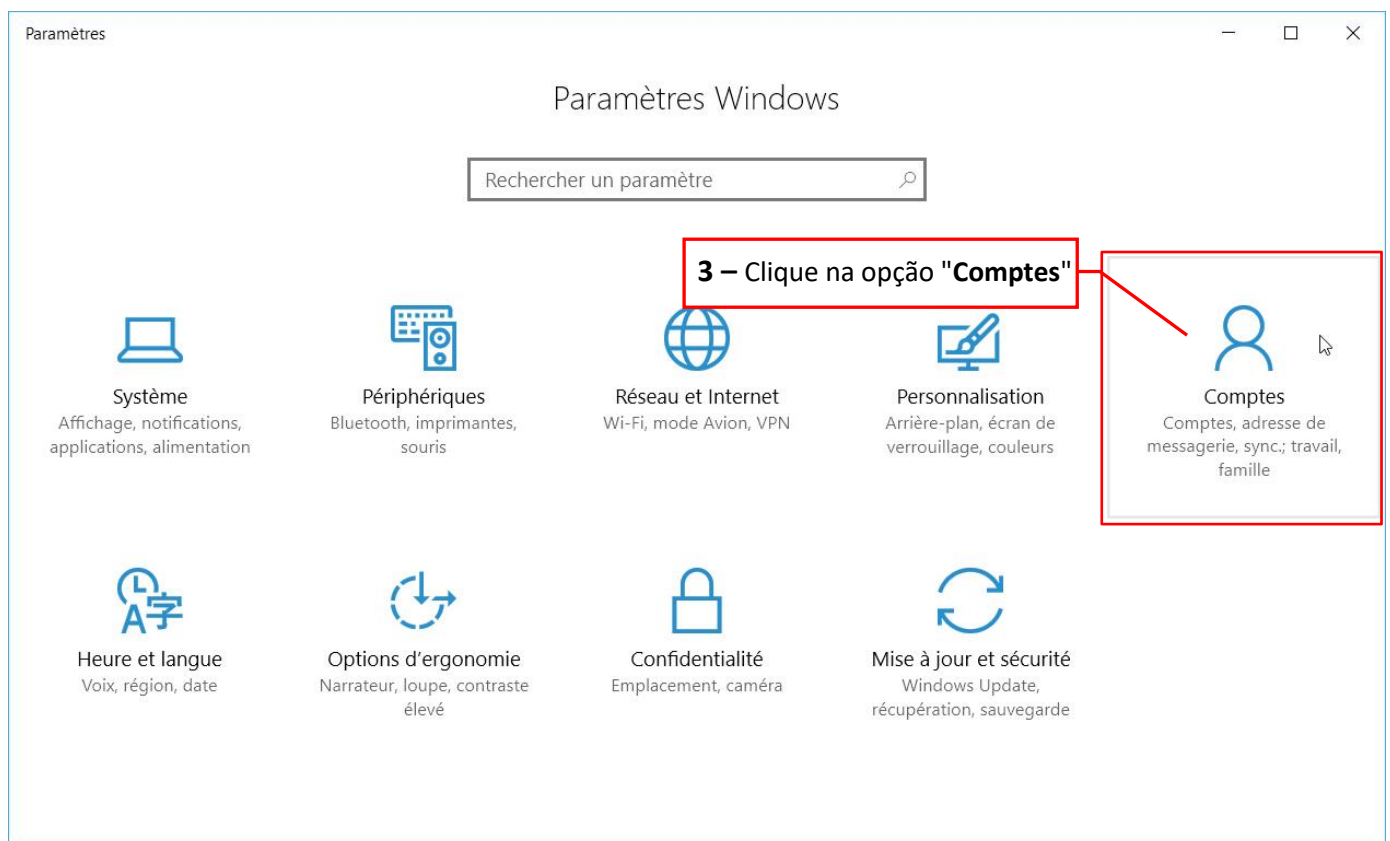 Paramètres
Paramètres Windows
Rechercher un paramètre
3 – Clique na opção "Comptes"
Système
Affichage, notifications,
applications, alimentation
Périphériques
Bluetooth, imprimantes,
souris
Réseau et Internet
Wi-Fi, mode Avion, VPN
Personnalisation
Arrière-plan, écran de
verrouillage, couleurs
Comptes
Comptes, adresse de
messagerie, sync.; travail,
famille
Heure et langue
Voix, région, date
Options d’ergonomie
Narrateur, loupe, contraste
élevé
Confidentialité
Emplacement, caméra
Mise à jour et sécurité
Windows Update,
récupération, sauvegarde